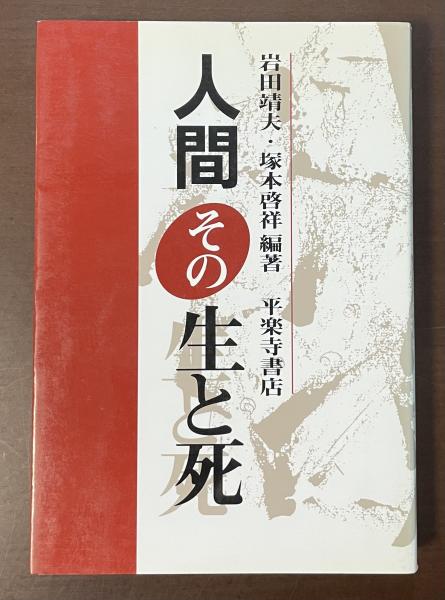 岩田靖夫・塚本啓祥 編著 平楽寺書店
人間
その
生と死